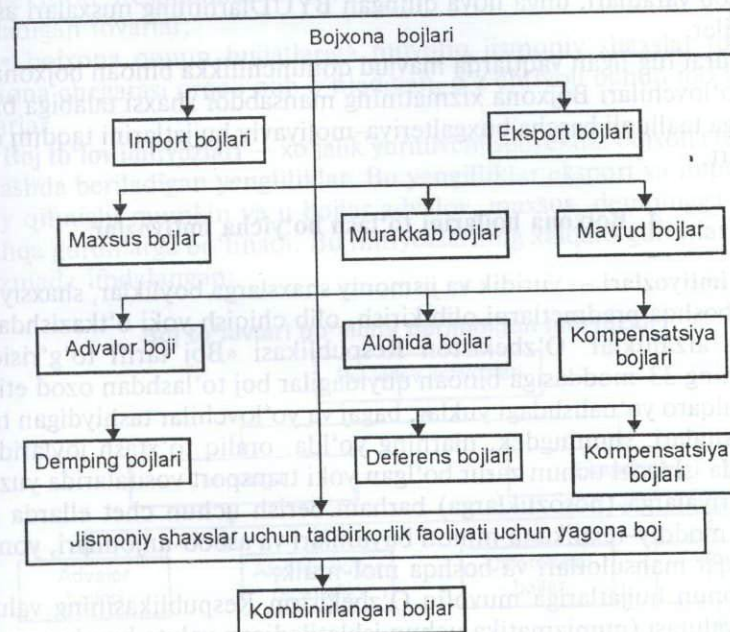 Bojxona bojlari
Import bojlari
Eksport bojlari
Maxsus bojlar
Murakkab bojlar
Mavjud bojlar
Advalor boji
Alohida bojlar
Kompensatsiya
bojlari
Demping bojlari
Deferens bojlari
Kompensatsiya
bojlari
Jismoniy shaxslar uchun tadbirkorlik faoliyati uchun yagona boj
Kombinirlangan bojlar